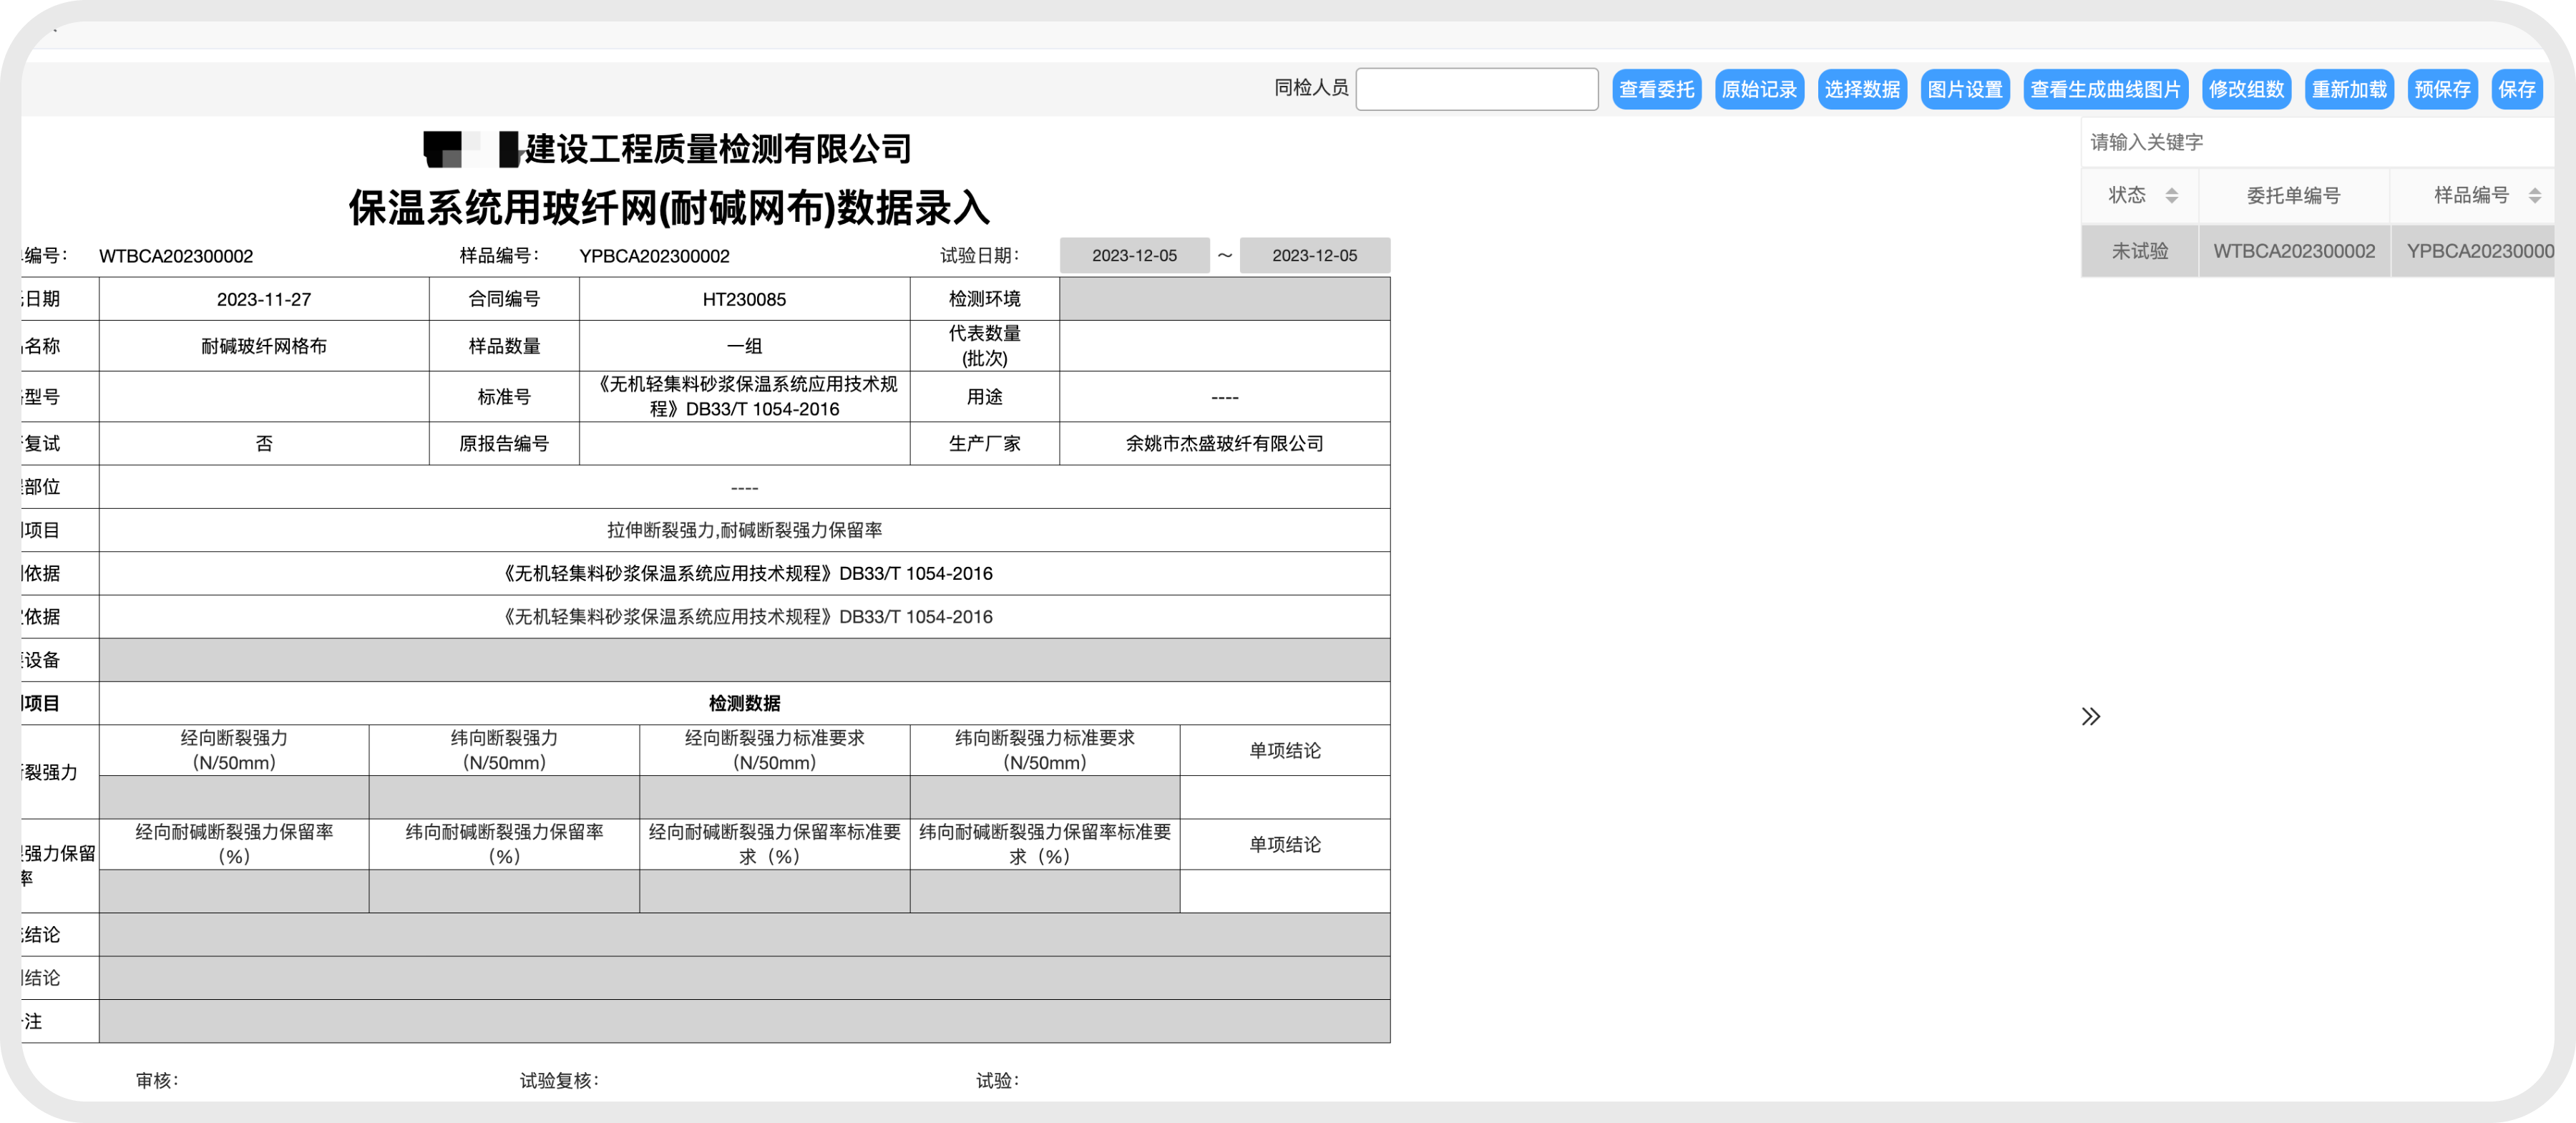 同检人员 查看委托 原始记录 选择数据 图片设置 查看生成曲线图片 修改组数 重新加载 预保存 保存
建设工程质量检测有限公司
保温系统用玻纤网(耐碱网布)数据录入
编号： WTBCA202300002 样品编号： YPBCA202300002 试验日期： 2023-12-05 ～ 2023-12-05
日期 2023-11-27 合同编号 HT230085 检测环境
名称 耐碱玻纤网格布 样品数量 一组 代表数量
(批次)
型号 标准号 《无机轻集料砂浆保温系统应用技术规
程》DB33/T 1054-2016 用途 ----
复试 否 原报告编号 生产厂家 余姚市杰盛玻纤有限公司
部位 ----
项目 拉伸断裂强力,耐碱断裂强力保留率
依据 《无机轻集料砂浆保温系统应用技术规程》DB33/T 1054-2016
依据 《无机轻集料砂浆保温系统应用技术规程》DB33/T 1054-2016
设备
项目 检测数据
裂强力 经向断裂强力
（N/50mm） 纬向断裂强力
（N/50mm） 经向断裂强力标准要求
（N/50mm） 纬向断裂强力标准要求
（N/50mm） 单项结论
强力保留
率 经向耐碱断裂强力保留率
（%） 纬向耐碱断裂强力保留率
（%） 经向耐碱断裂强力保留率标准要
求（%） 纬向耐碱断裂强力保留率标准要
求（%） 单项结论
结论
结论
注
审核： 试验复核： 试验：
请输入关键字
状态 委托单编号 样品编号
未试验 WTBCA202300002 YPBCA20230000